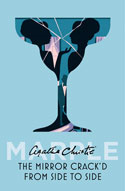 MARPLE
Agatha Christie
THE MIRROR CRACK'D
FROM SIDE TO SIDE